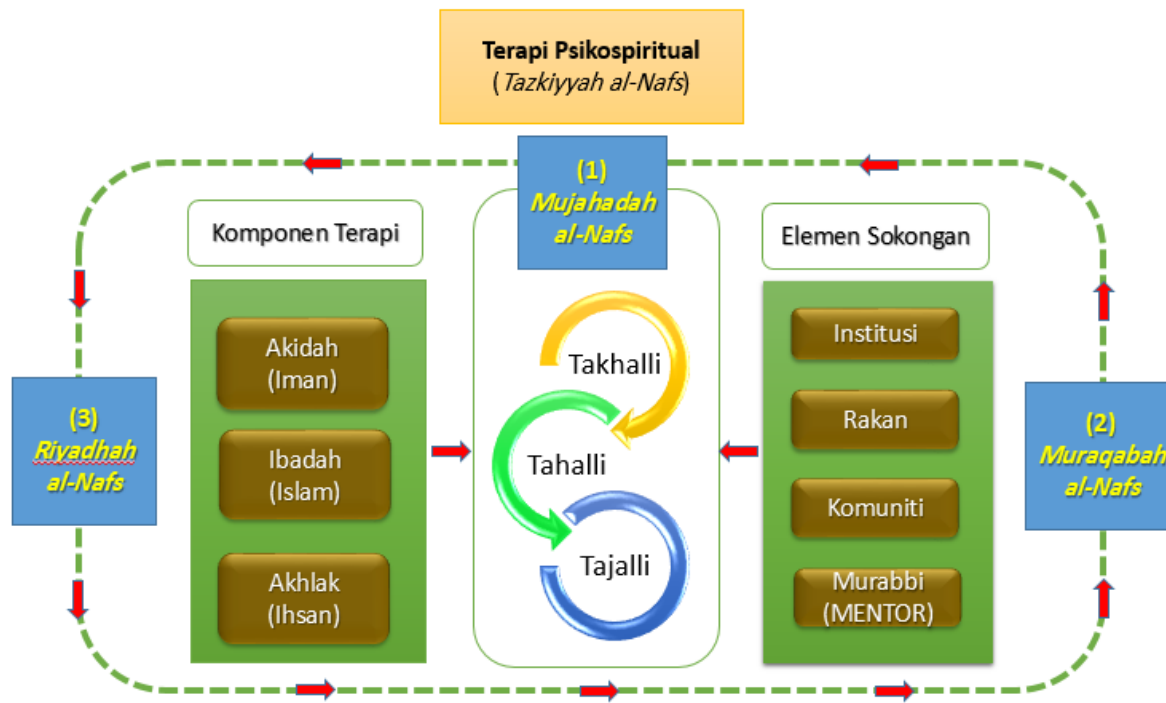 Terapi Psikospiritual
(Tazkiyyah al-Nafs)
(1)
Mujahadah
al-Nafs
Komponen Terapi
Elemen Sokongan
Akidah
(Iman)
Ibadah
(Islam)
Akhlak
(Ihsan)
Takhalli
Tahalli
Tajalli
Institusi
Rakan
Komuniti
Murabbi
(MENTOR)
(3)
Riyadhah
al-Nafs
(2)
Muraqabah
al-Nafs